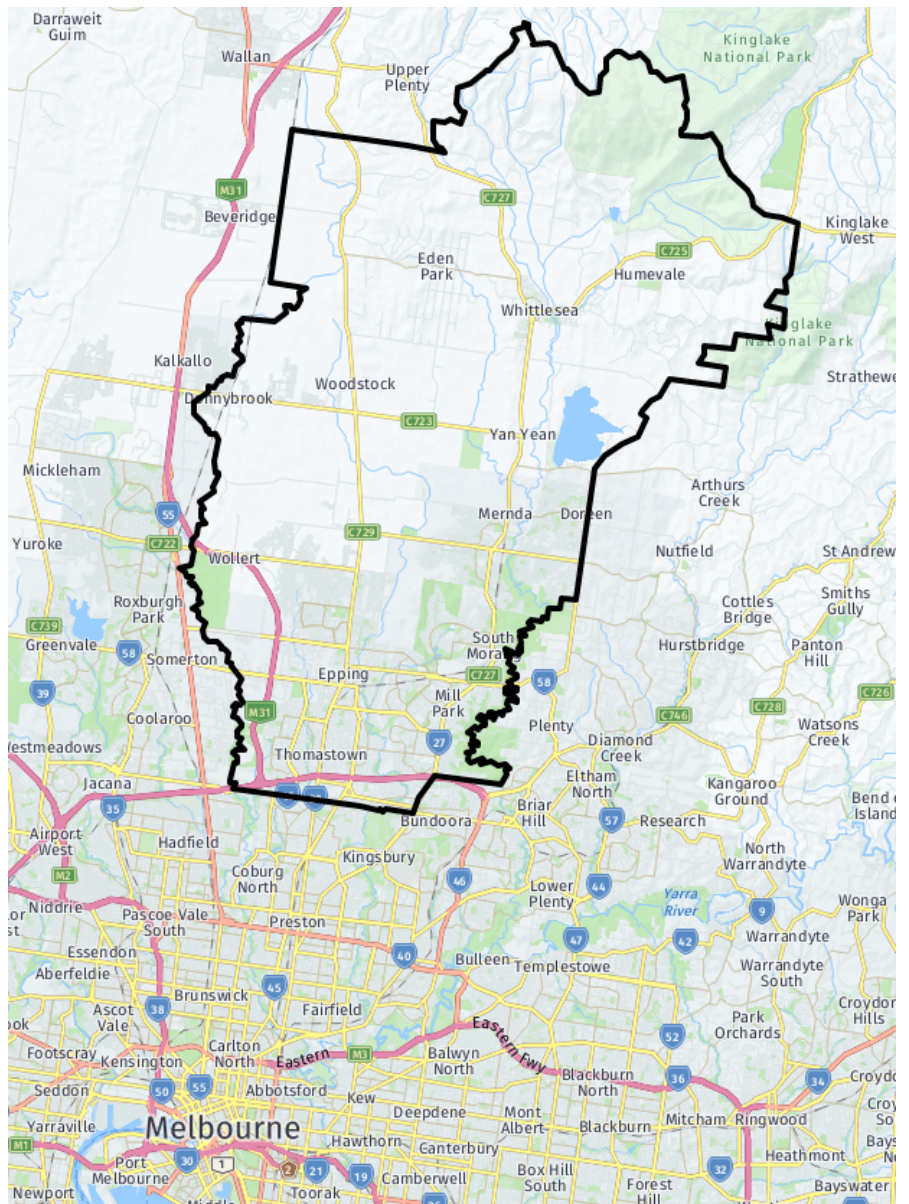 Darraweit
Guim
Wallan
Upper
Plenty
Kinglake
National Park
M31
Beveridge
C727
Kinglake
West
C725
Eden
Park
Humevale
Whittlesea
Kinglake
National Park
Kalkallo
Strathewe
Woodstock
Donnybrook
C723
Yan Yean
Mickleham
Arthurs
Creek
55
Mernda
Doreen
Yuroke
C722
C729
Wollert
Nutfield
St Andrew
Roxburgh
Park
Cottles
Bridge
Smiths
Gully
C739
Greenvale
58
Somerton
South
Morang
Hurstbridge
Panton
Hill
Epping
C727
58
39
Mill
Park
C726
M31
C728
Coolaroo
C746
Plenty
Watsons
Creek
Westmeadows
27
Thomastown
Diamond
Creek
Jacana
Eltham
North
Kangaroo
Ground
35
Briar
Hill
Bend o
Island
Bundoora
57
Research
Airport
West
Hadfield
Kingsbury
North
Warrandyte
M2
Coburg
North
46
Lower
Plenty
44
Yarra
River
Wonga
Park
Niddrie
Pascoe Vale
South
Preston
9
47
42
Warrandyte
Essendon
40
Bulleen
Templestowe
Aberfeldie
Warrandyte
South
45
Brunswick
Fairfield
Ascot
Vale
38
Croydon
Hills
Park
Orchards
Eastern Fwy
52
Footscray
Kensington
Carlton
North
Eastern
M3
Balwyn
North
Blackburn
North
36
34
Croydo
Seddon
50
55
Abbotsford
Kew
Deepdene
Mont
Albert
Blackburn
Mitcham
Ringwood
Yarraville
Melbourne
M1
Hawthorn
Canterbury
Heathmont
Port
Melbourne
30
1
2
21
19
Camberwell
Box Hill
South
32
Newport
Toorak
Forest
Hill